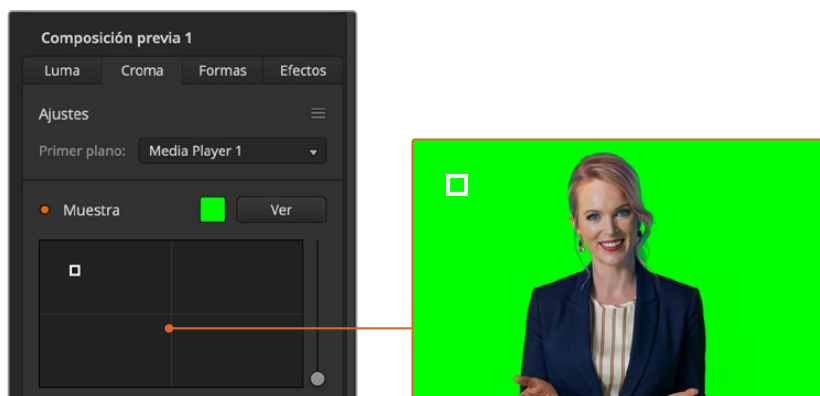 Composición previa 1
Luma Croma Formas Efectos
Ajustes
Primer plano: Media Player 1
Muestra Ver